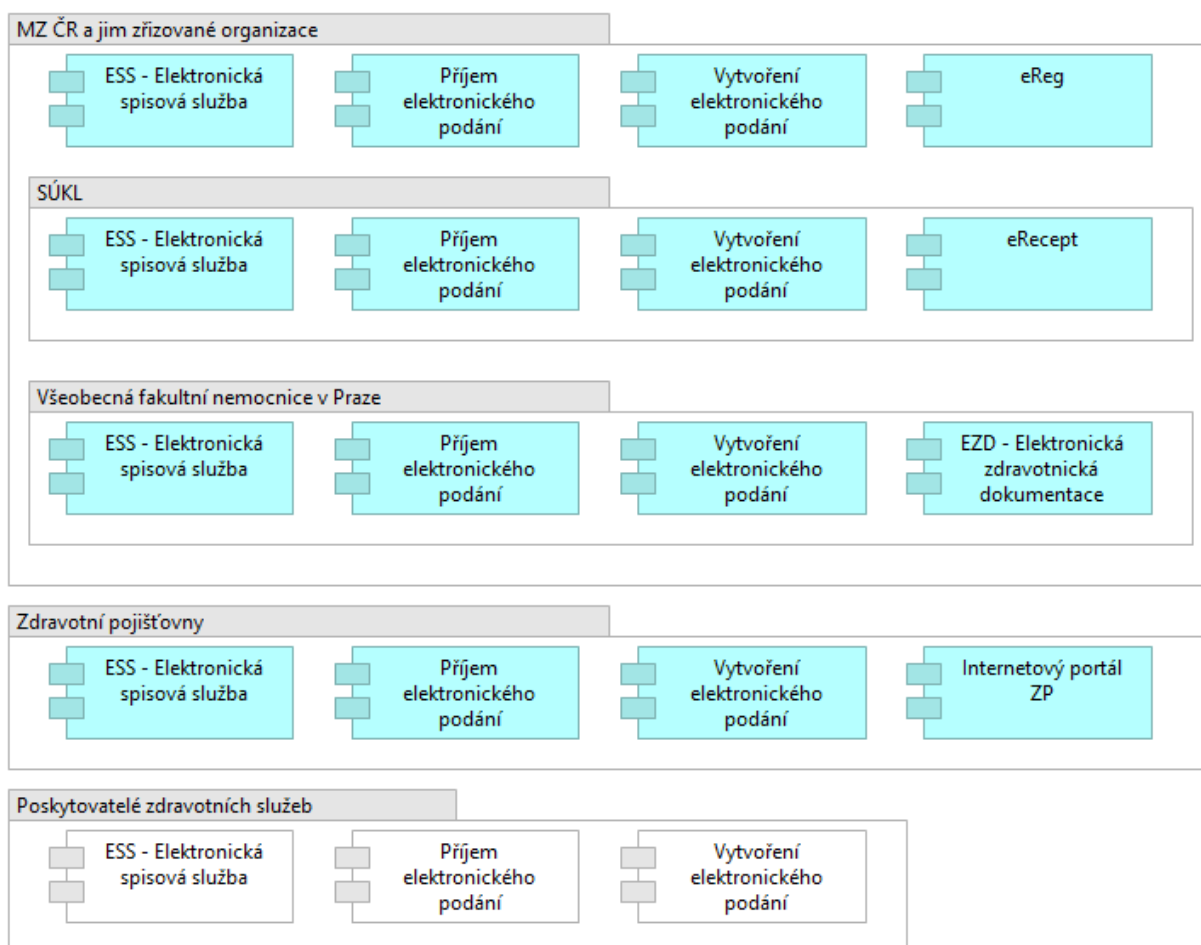 MZ ČR a jim zřizované organizace
ESS - Elektronická
spisová služba
Příjem
elektronického
podání
Vytvoření
elektronického
podání
eReg
SÚKL
ESS - Elektronická
spisová služba
Příjem
elektronického
podání
Vytvoření
elektronického
podání
eRecept
Všeobecná fakultní nemocnice v Praze
ESS - Elektronická
spisová služba
Příjem
elektronického
podání
Vytvoření
elektronického
podání
EZD - Elektronická
zdravotnická
dokumentace
Zdravotní pojišťovny
ESS - Elektronická
spisová služba
Příjem
elektronického
podání
Vytvoření
elektronického
podání
Internetový portál
ZP
Poskytovatelé zdravotních služeb
ESS - Elektronická
spisová služba
Příjem
elektronického
podání
Vytvoření
elektronického
podání